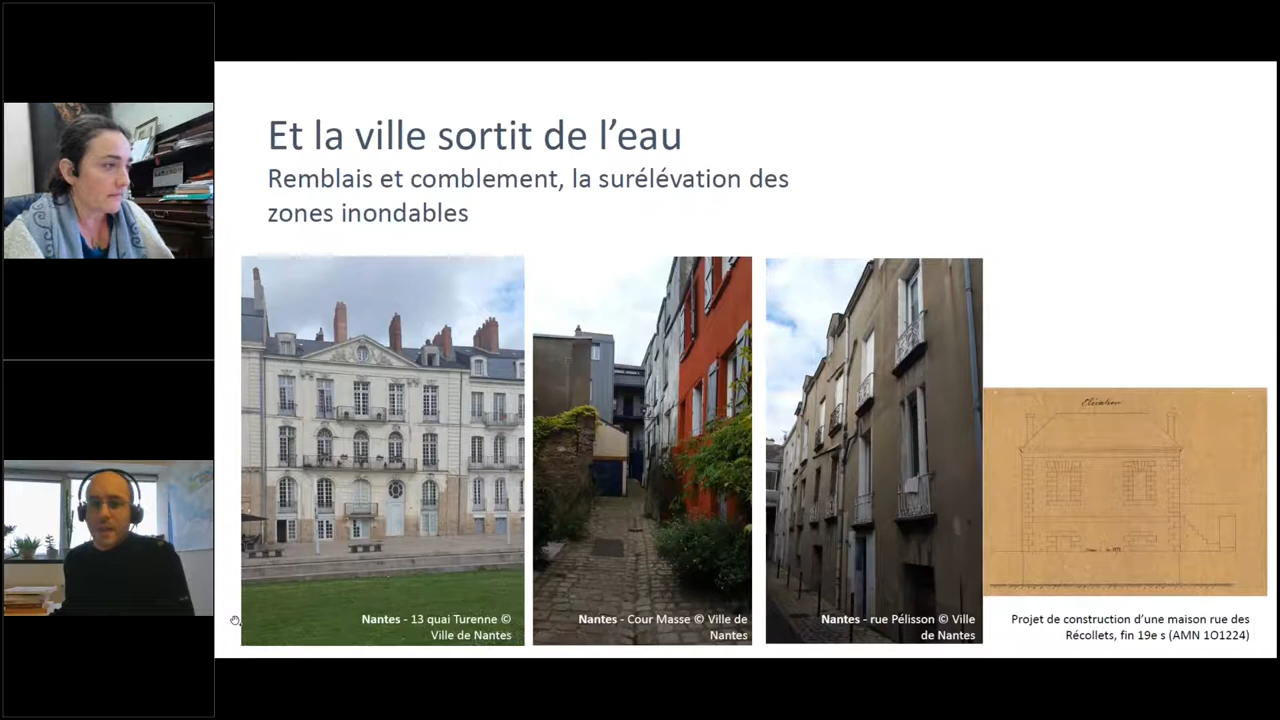 Et la ville sortit de l’eau
Remblais et comblement, la surélévation des
zones inondables
Elévation
Nantes - 13 quai Turenne ©
Ville de Nantes
Nantes - Cour Masse © Ville de
Nantes
Nantes - rue Pélisson © Ville
de Nantes
Projet de construction d’une maison rue des
Récollets, fin 19e s (AMN 1O1224)